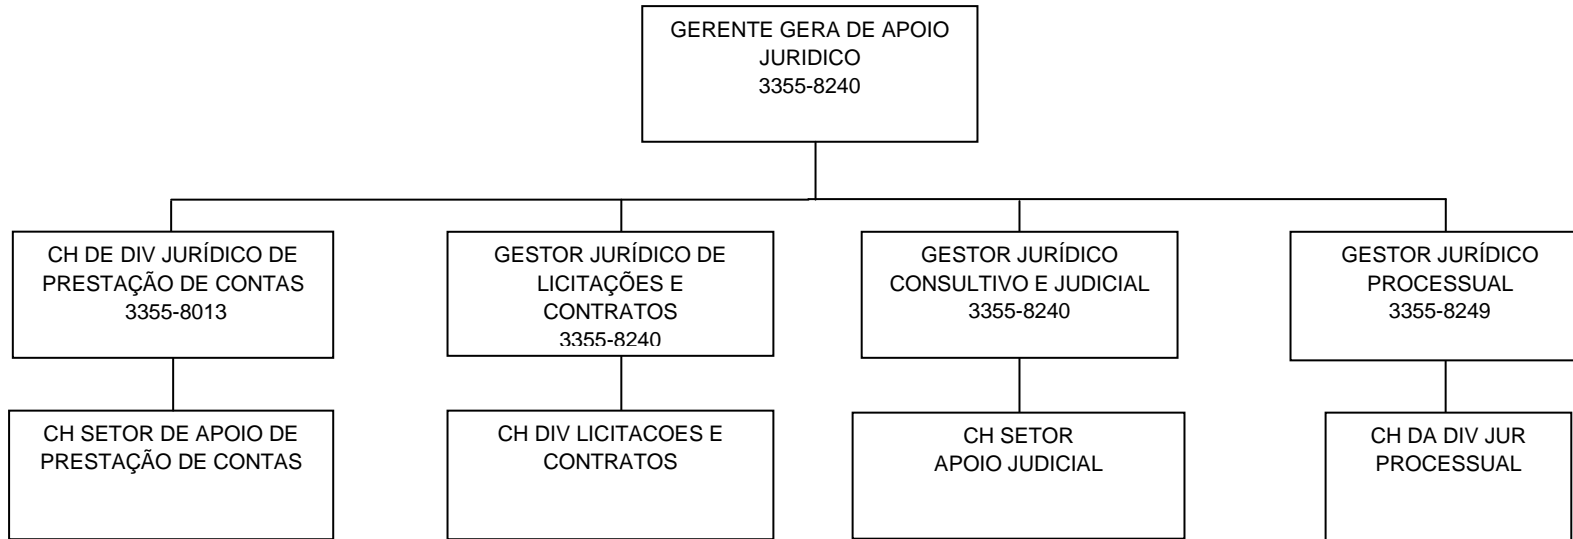 GERENTE GERA DE APOIO
JURIDICO
3355-8240
CH DE DIV JURÍDICO DE
PRESTAÇÃO DE CONTAS
3355-8013
GESTOR JURÍDICO DE
LICITAÇÕES E
CONTRATOS
3355-8240
GESTOR JURÍDICO
CONSULTIVO E JUDICIAL
3355-8240
GESTOR JURÍDICO
PROCESSUAL
3355-8249
CH SETOR DE APOIO DE
PRESTAÇÃO DE CONTAS
CH DIV LICITACOES E
CONTRATOS
CH SETOR
APOIO JUDICIAL
CH DA DIV JUR
PROCESSUAL